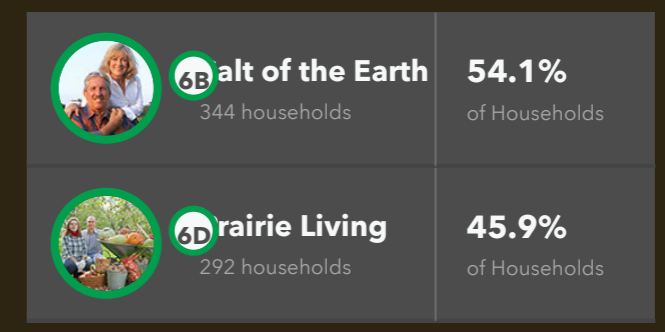 6B
alt of the Earth
344 households
54.1%
of Households
6D
rairie Living
292 households
45.9%
of Households